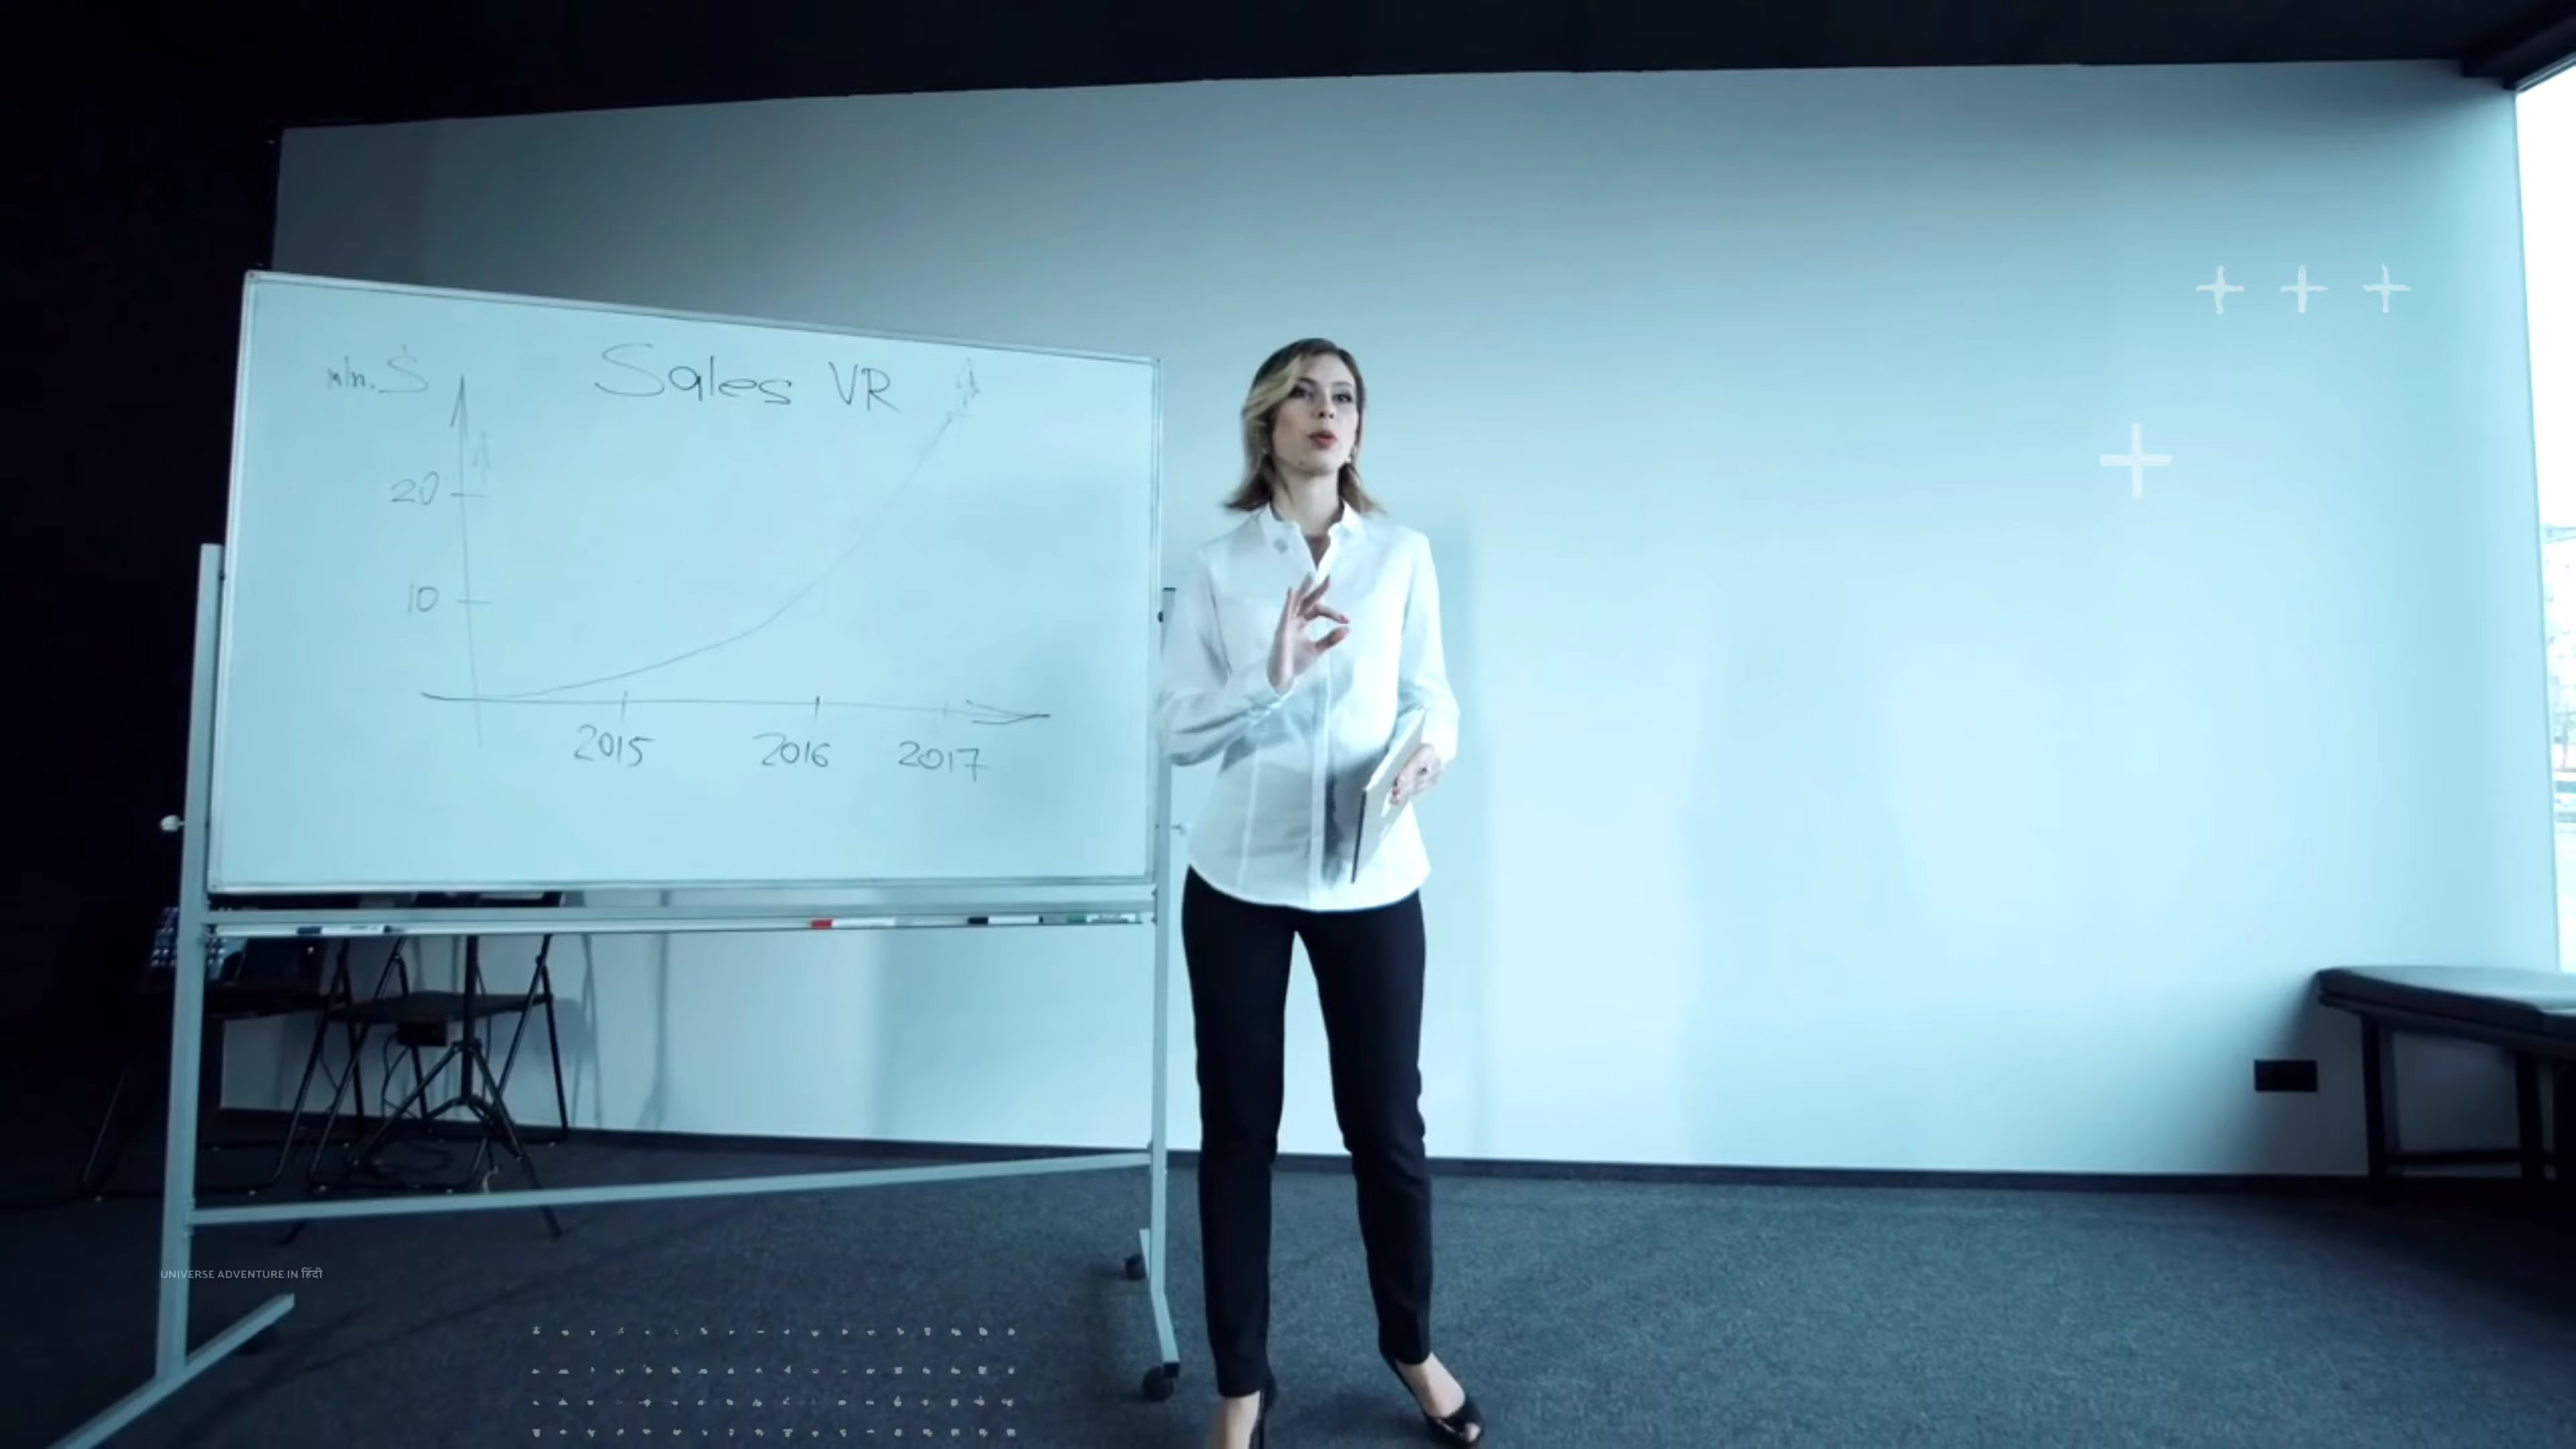 Sales VR
mln. $
20
10
2015 2016 2017
UNIVERSE ADVENTURE IN हिंदी